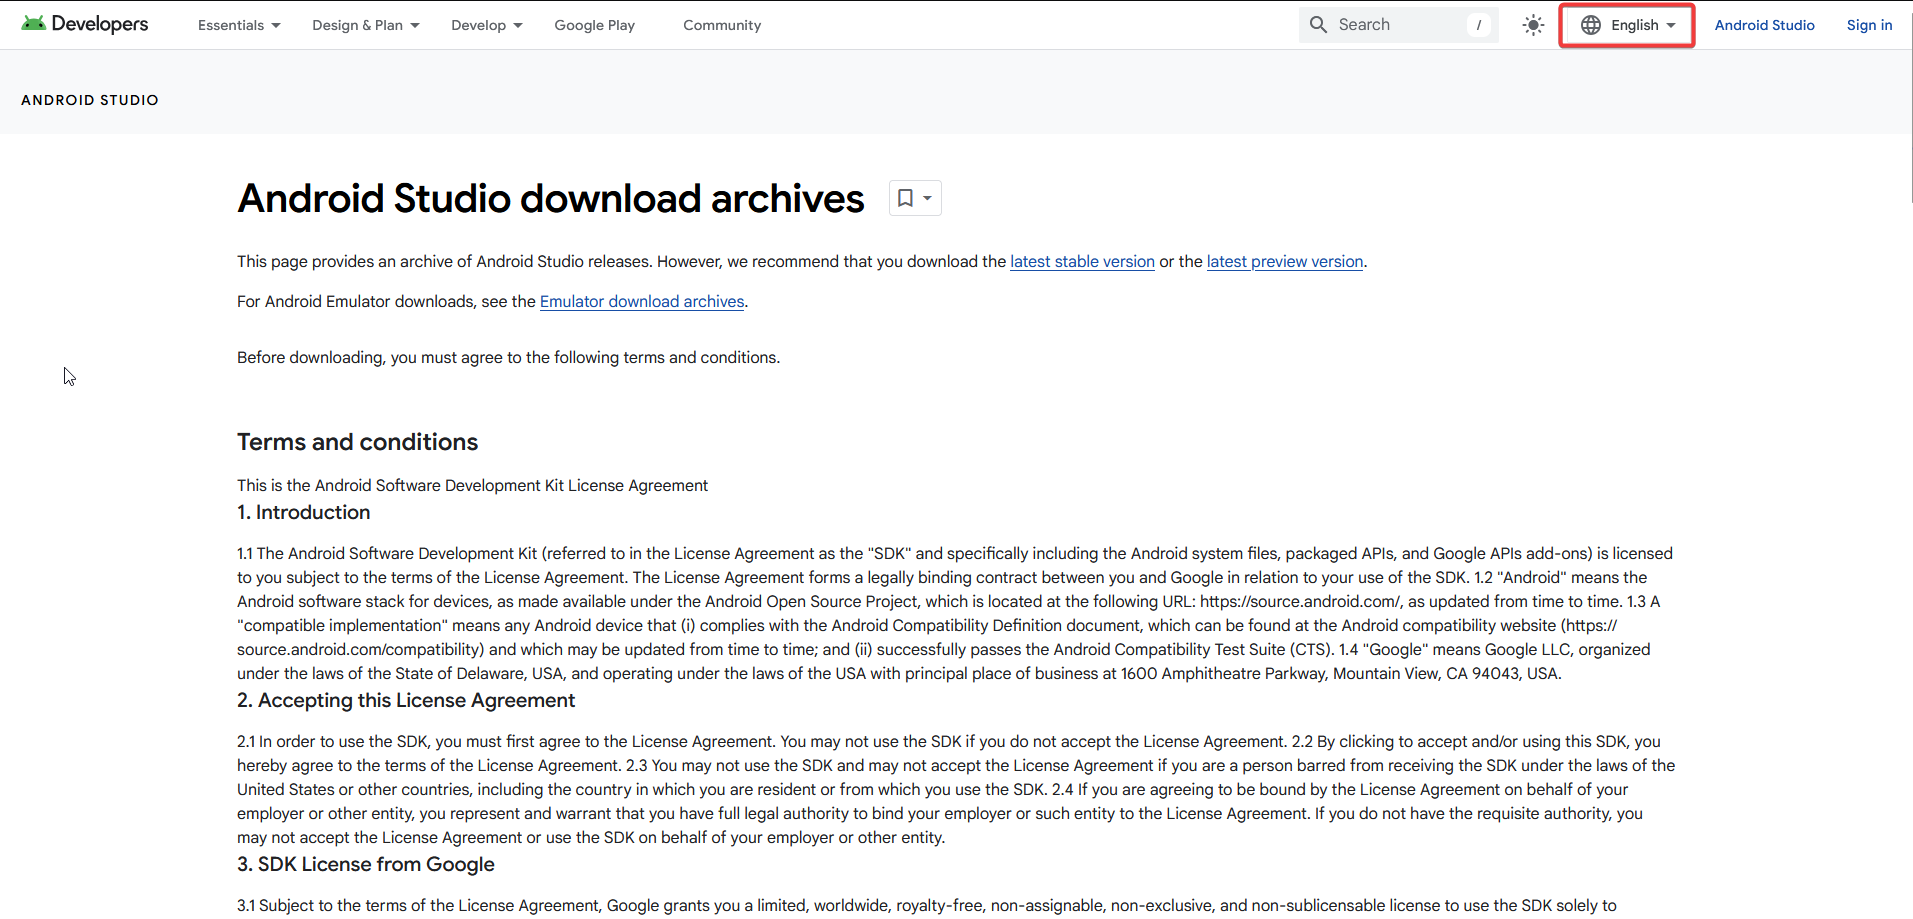 Developers Essentials Design & Plan Develop Google Play Community Search / English Android Studio Sign in
ANDROID STUDIO
Android Studio download archives
This page provides an archive of Android Studio releases. However, we recommend that you download the latest stable version or the latest preview version.
For Android Emulator downloads, see the Emulator download archives.
Before downloading, you must agree to the following terms and conditions.
Terms and conditions
This is the Android Software Development Kit License Agreement
1. Introduction
1.1 The Android Software Development Kit (referred to in the License Agreement as the "SDK" and specifically including the Android system files, packaged APIs, and Google APIs add-ons) is licensed
to you subject to the terms of the License Agreement. The License Agreement forms a legally binding contract between you and Google in relation to your use of the SDK. 1.2 "Android" means the
Android software stack for devices, as made available under the Android Open Source Project, which is located at the following URL: https://source.android.com/, as updated from time to time. 1.3 A
"compatible implementation" means any Android device that (i) complies with the Android Compatibility Definition document, which can be found at the Android compatibility website (https://
source.android.com/compatibility) and which may be updated from time to time; and (ii) successfully passes the Android Compatibility Test Suite (CTS). 1.4 "Google" means Google LLC, organized
under the laws of the State of Delaware, USA, and operating under the laws of the USA with principal place of business at 1600 Amphitheatre Parkway, Mountain View, CA 94043, USA.
2. Accepting this License Agreement
2.1 In order to use the SDK, you must first agree to the License Agreement. You may not use the SDK if you do not accept the License Agreement. 2.2 By clicking to accept and/or using this SDK, you
hereby agree to the terms of the License Agreement. 2.3 You may not use the SDK and may not accept the License Agreement if you are a person barred from receiving the SDK under the laws of the
United States or other countries, including the country in which you are resident or from which you use the SDK. 2.4 If you are agreeing to be bound by the License Agreement on behalf of your
employer or other entity, you represent and warrant that you have full legal authority to bind your employer or such entity to the License Agreement. If you do not have the requisite authority, you
may not accept the License Agreement or use the SDK on behalf of your employer or other entity.
3. SDK License from Google
3.1 Subject to the terms of the License Agreement, Google grants you a limited, worldwide, royalty-free, non-assignable, non-exclusive, and non-sublicensable license to use the SDK solely to